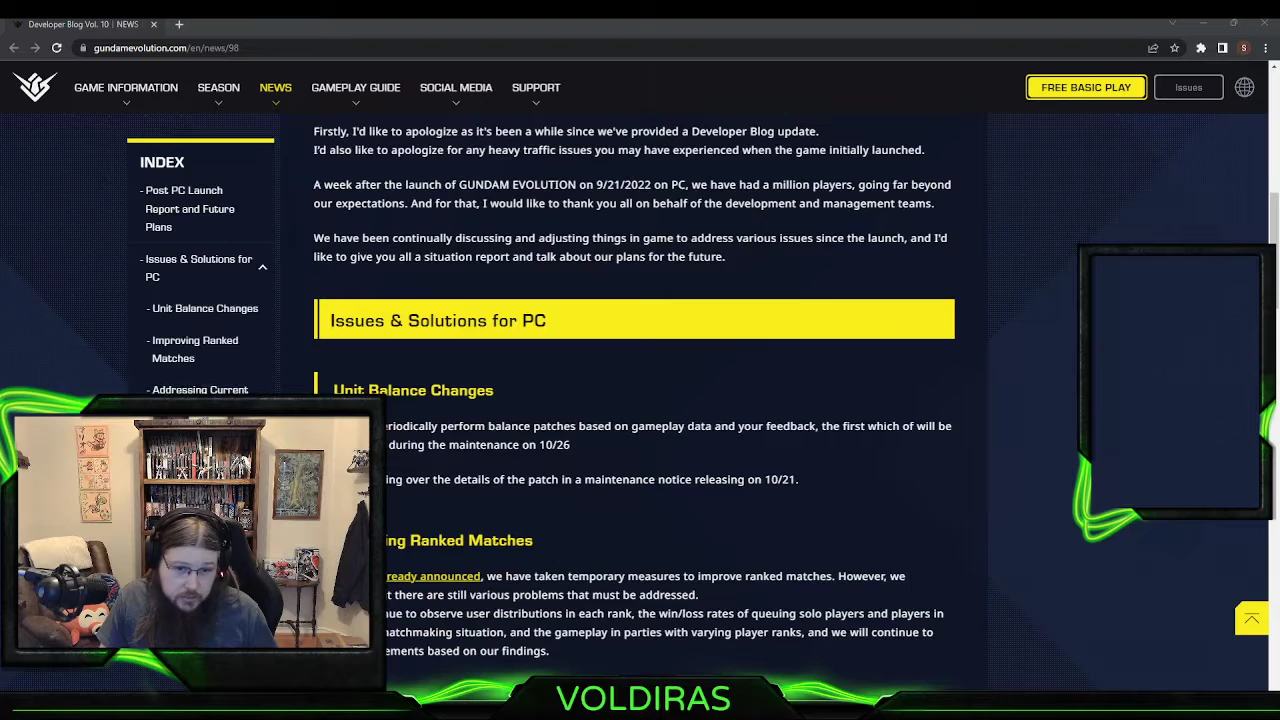 Developer Blog Vol. 10 | NEWS
gundamevolution.com/en/news/98
S
GAME INFORMATION
SEASON
NEWS
GAMEPLAY GUIDE
SOCIAL MEDIA
SUPPORT
FREE BASIC PLAY
Issues
INDEX
- Post PC Launch
Report and Future
Plans
- Issues & Solutions for
PC
- Unit Balance Changes
- Improving Ranked
Matches
- Addressing Current
Firstly, I'd like to apologize as it's been a while since we've provided a Developer Blog update.
I'd also like to apologize for any heavy traffic issues you may have experienced when the game initially launched.
A week after the launch of GUNDAM EVOLUTION on 9/21/2022 on PC, we have had a million players, going far beyond
our expectations. And for that, I would like to thank you all on behalf of the development and management teams.
We have been continually discussing and adjusting things in game to address various issues since the launch, and I'd
like to give you all a situation report and talk about our plans for the future.
Issues & Solutions for PC
Unit Balance Changes
eriodically perform balance patches based on gameplay data and your feedback, the first which of will be
during the maintenance on 10/26
ing over the details of the patch in a maintenance notice releasing on 10/21.
ng Ranked Matches
ready announced, we have taken temporary measures to improve ranked matches. However, we
t there are still various problems that must be addressed.
ue to observe user distributions in each rank, the win/loss rates of queuing solo players and players in
atchmaking situation, and the gameplay in parties with varying player ranks, and we will continue to
ements based on our findings.
VOLDIRAS